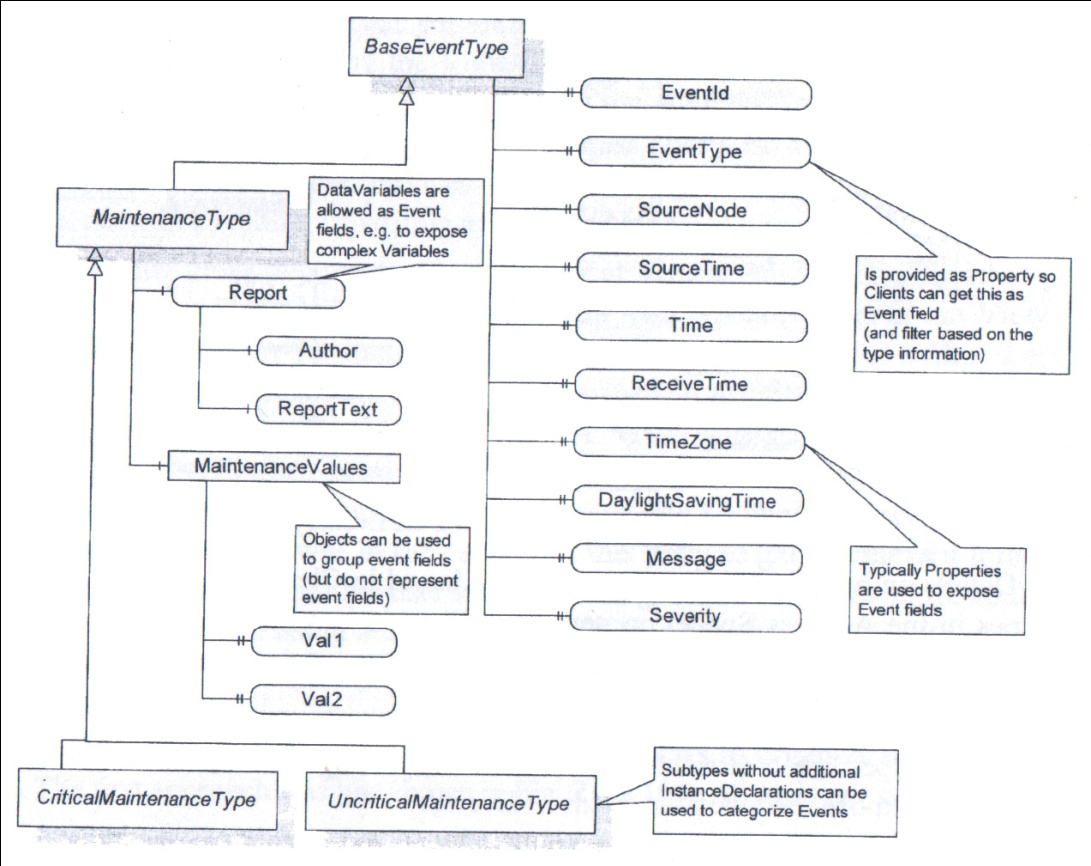 BaseEventType
EventId
EventType
SourceNode
SourceTime
Time
ReceiveTime
TimeZone
DaylightSavingTime
Message
Severity
Is provided as Property so
Clients can get this as
Event field
(and filter based on the
type information)
Typically Properties
are used to expose
Event fields
MaintenanceType
DataVariables are
allowed as Event
fields, e.g. to expose
complex Variables
Report
Author
ReportText
MaintenanceValues
Objects can be used
to group event fields
(but do not represent
event fields)
Val1
Val2
CriticalMaintenanceType
UncriticalMaintenanceType
Subtypes without additional
InstanceDeclarations can be
used to categorize Events